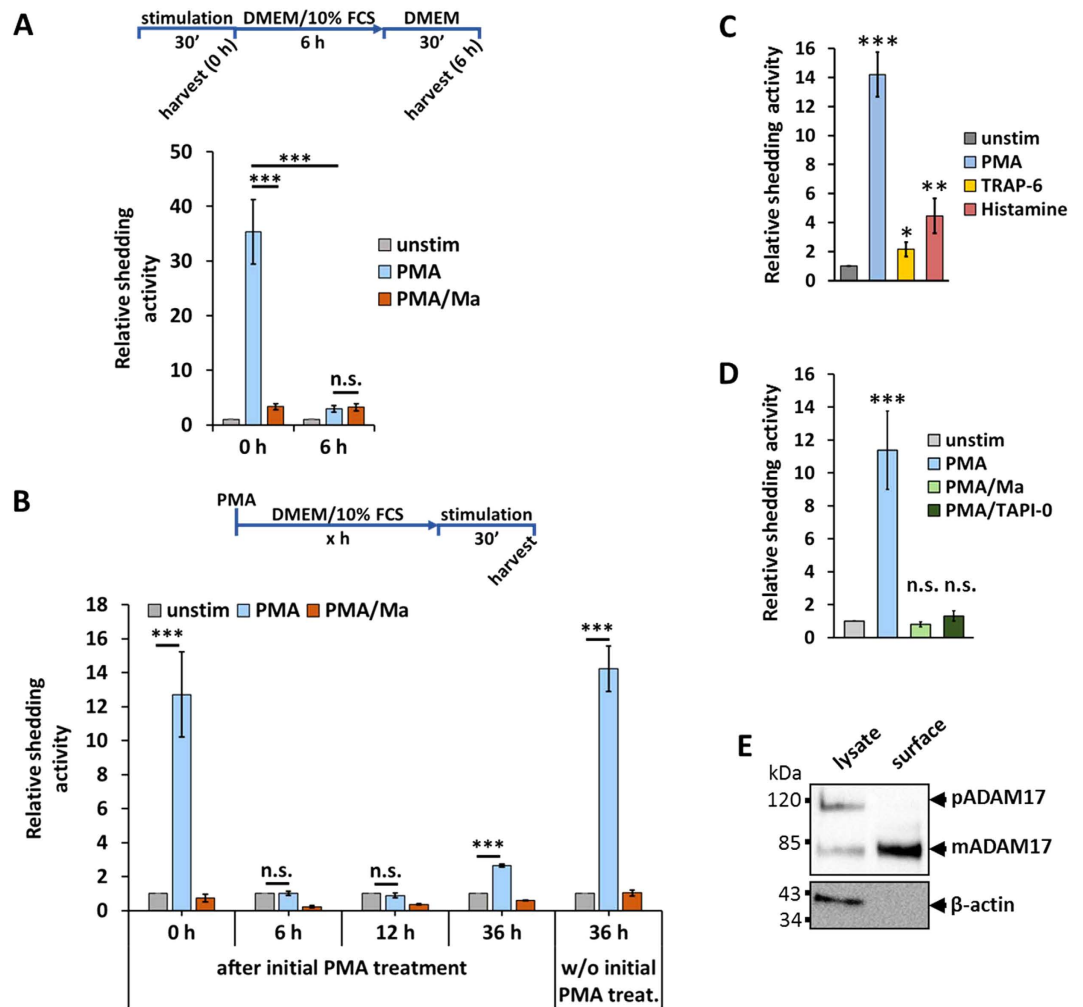 A
stimulation DMEM/10% FCS DMEM
30' 6 h 30'
harvest (0 h) harvest (6 h)
Relative shedding
activity
50
40
30
20
10
0
***
***
n.s.
0 h 6 h
unstim
PMA
PMA/Ma
B
PMA
DMEM/10% FCS stimulation
x h 30'
harvest
unstim PMA PMA/Ma
Relative shedding
activity
18
16
14
12
10
8
6
4
2
0
*** n.s. n.s. *** ***
0 h 6 h 12 h 36 h 36 h
after initial PMA treatment
w/o initial
PMA treat.
C
Relative shedding activity
16
14
12
10
8
6
4
2
0
***
*
**
unstim
PMA
TRAP-6
Histamine
D
Relative shedding activity
16
14
12
10
8
6
4
2
0
***
n.s. n.s.
unstim
PMA
PMA/Ma
PMA/TAPI-0
E
lysate surface
kDa
120 pADAM17
85 mADAM17
43 β-actin
34